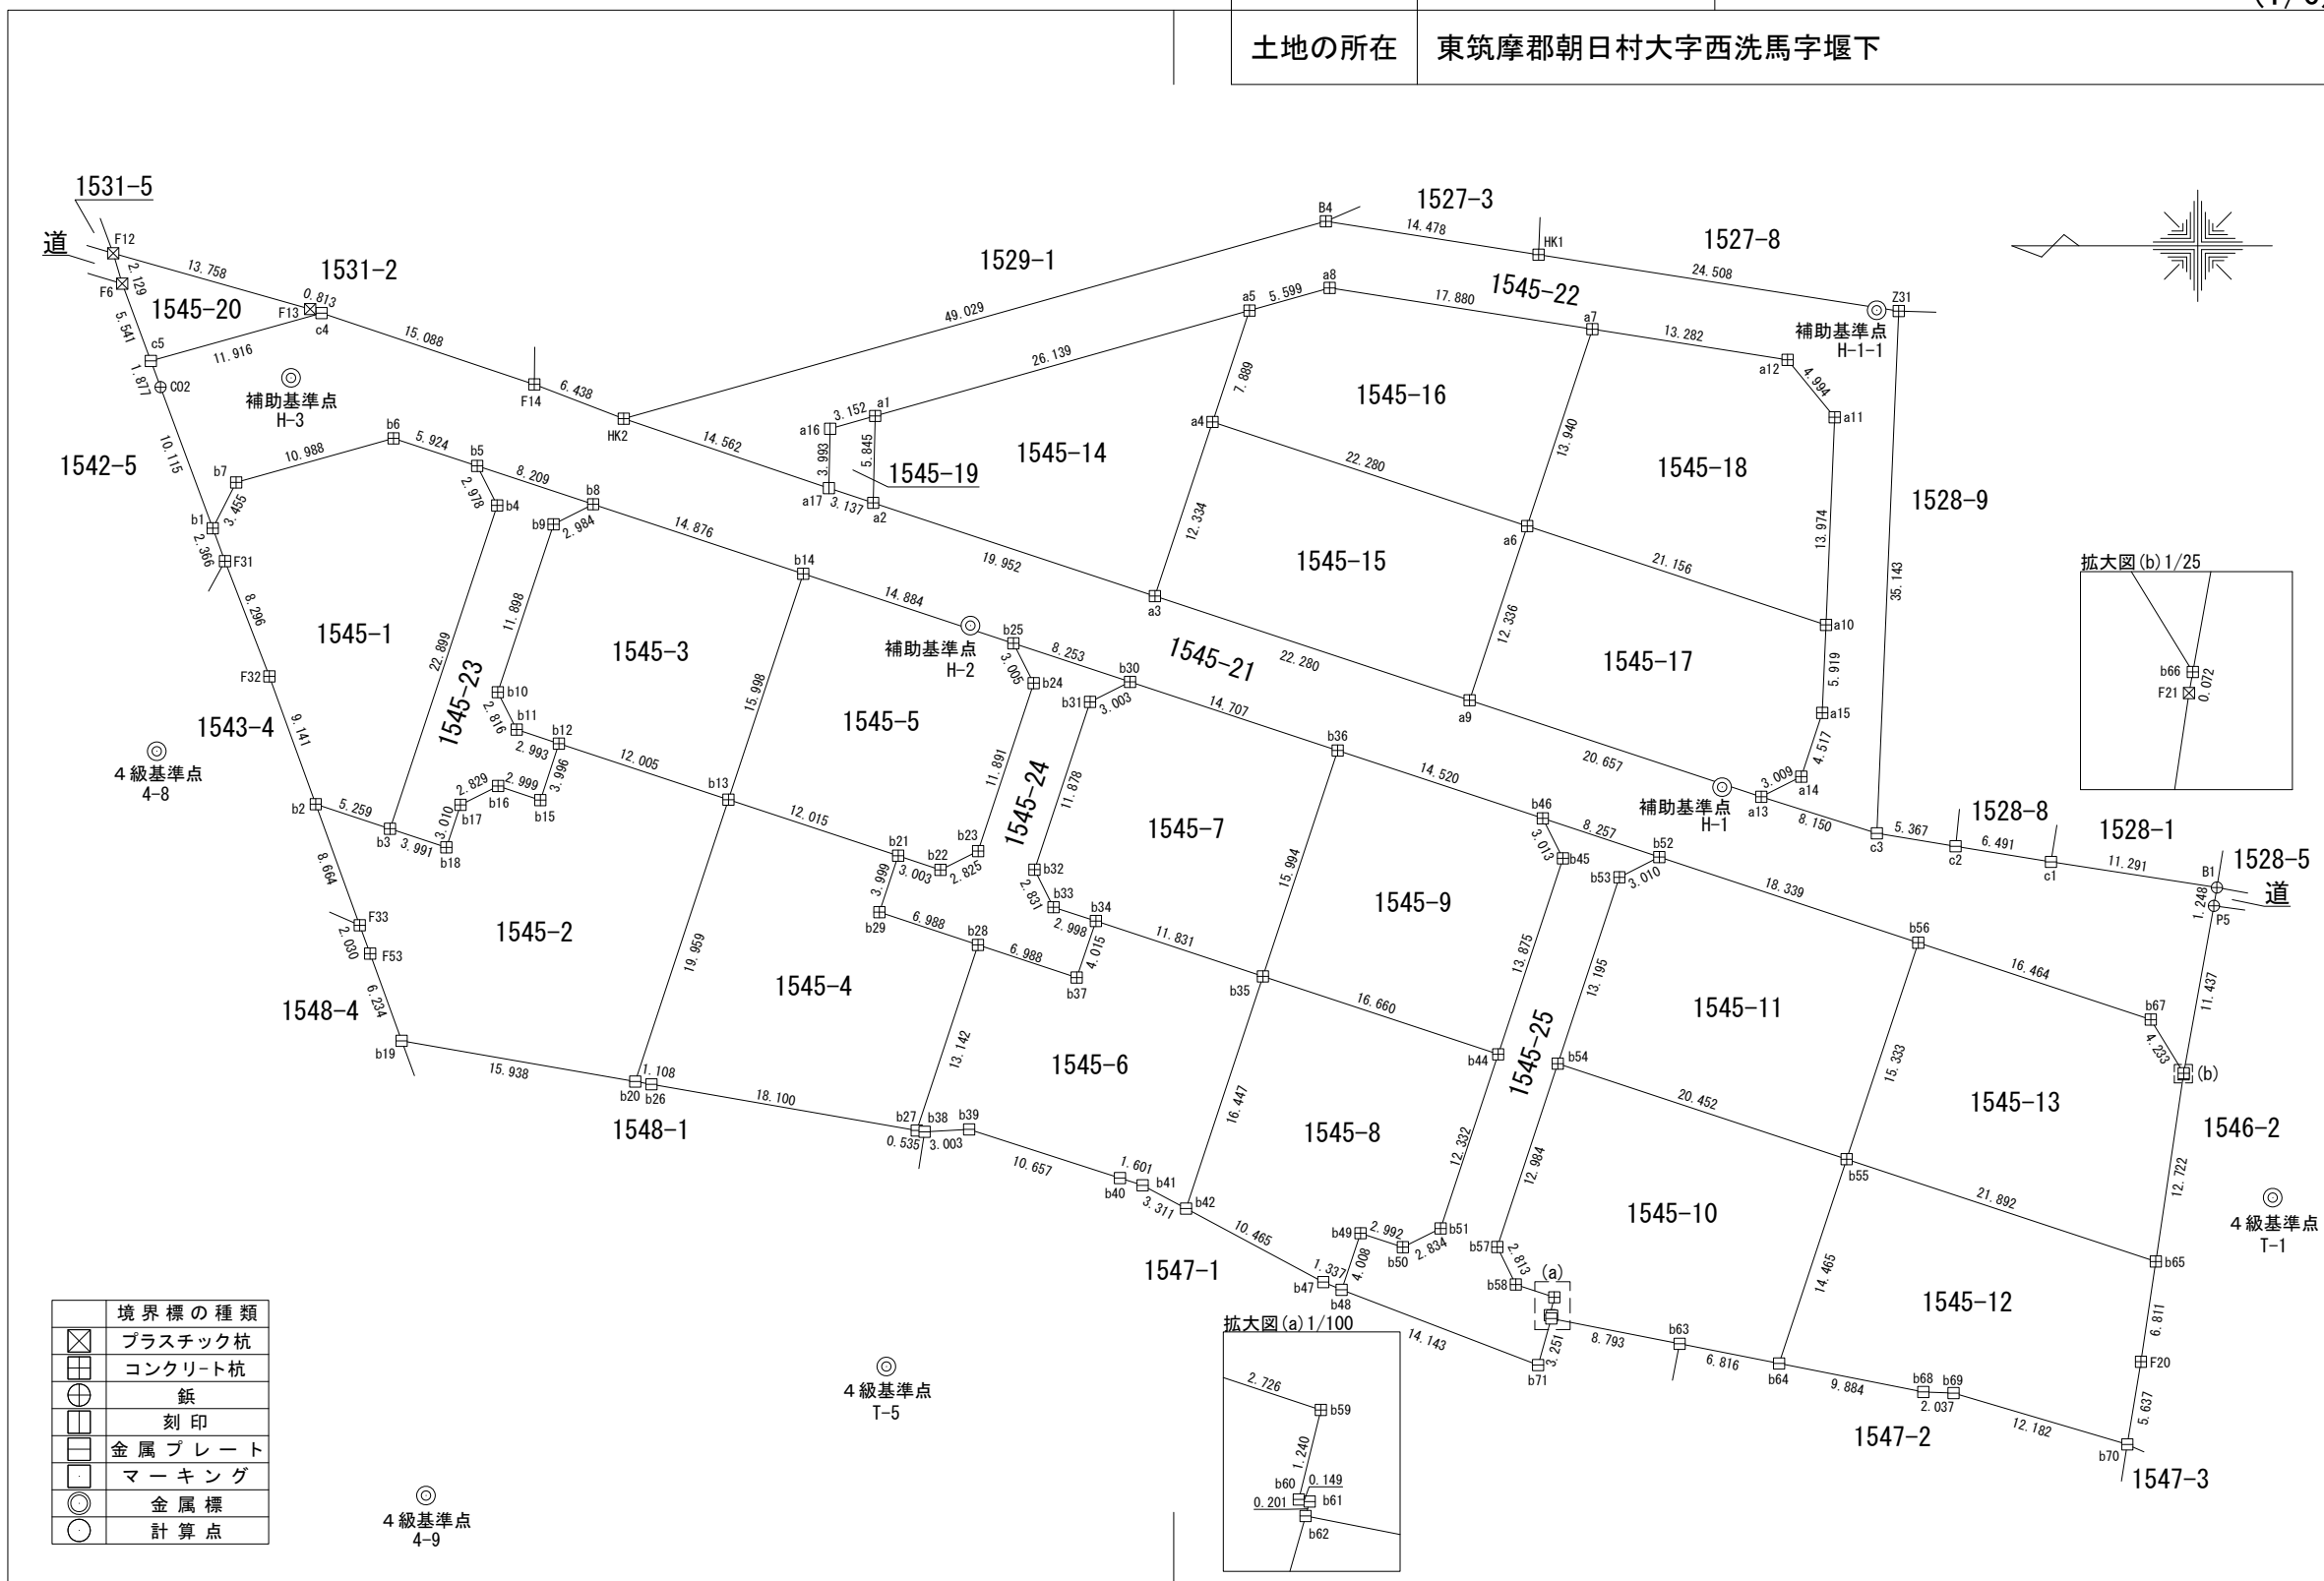 土地の所在 東筑摩郡朝日村大字西洗馬字堰下
1531-5
1527-3
B4
14.478
HK1
1527-8
道
F12
13.758
1531-2
1529-1
24.508
2.129
F6
1545-20
0.813
F13
c4
a8
1545-22
Z31
a5
5.599
17.880
49.029
補助基準点
H-1-1
5.541
15.088
a7
13.282
c5
11.916
26.139
a12
4.994
1.877
CO2
補助基準点
H-3
F14
6.438
7.889
1545-16
HK2
a16
3.152
a1
a4
a11
b6
5.924
b5
14.562
3.993
5.845
1545-14
13.940
1542-5
10.115
10.988
8.209
1545-19
22.280
1545-18
b7
2.978
b4
b8
a17
3.137
a2
1528-9
3.455
b1
b9
2.984
14.876
12.334
13.974
a6
2.366
F31
b14
19.952
1545-15
21.156
35.143
拡大図(b)1/25
8.296
11.898
14.884
a3
12.336
a10
1545-1
22.899
1545-3
補助基準点
H-2
b25
8.253
1545-21
22.280
1545-17
5.919
b66
F21
0.072
F32
3.005
b24
b30
1545-23
b10
15.998
b31
3.003
a9
a15
9.141
2.816
b11
1545-5
14.707
4.517
1543-4
b12
2.993
b36
20.657
3.009
a14
4級基準点
4-8
12.005
11.891
11.878
補助基準点
H-1
a13
2.829
2.999
3.996
b13
1545-24
14.520
8.150
1528-8
b2
5.259
b16
b15
b46
8.257
5.367
1528-1
b17
12.015
1545-7
c3
6.491
b3
3.991
3.010
b18
b21
b23
3.013
b52
c2
11.291
1528-5
b22
b45
c1
B1
道
8.664
3.003
2.825
b32
15.994
b53
3.010
1.248
3.999
2.831
b33
1545-9
18.339
P5
F33
b29
b34
2.030
1545-2
6.988
b28
2.998
11.831
b56
F53
19.959
6.988
4.015
13.875
13.195
16.464
6.234
1545-4
b37
b35
11.437
1548-4
16.660
1545-11
b67
b19
13.142
1545-25
4.233
15.938
1.108
1545-6
b44
b54
15.333
(b)
b20
b26
18.100
20.452
1545-13
1548-1
b27
b38
b39
16.447
1545-8
12.332
1546-2
0.535
3.003
b55
10.657
1.601
12.984
21.892
12.722
b40
b41
3.311
b42
1545-10
4級基準点
T-1
b49
2.992
b51
10.465
b50
2.834
b57
2.813
14.465
b65
1547-1
1.337
4.008
b58
(a)
b47
b48
1545-12
6.811
拡大図(a)1/100
14.143
3.251
8.793
b63
6.816
F20
b71
b64
9.884
b68
b69
2.037
5.637
4級基準点
T-5
2.726
b59
12.182
1547-2
b70
1.240
1547-3
b60
0.149
0.201
b61
b62
4級基準点
4-9
境界標の種類
プラスチック杭
コンクリート杭
鋲
刻印
金属プレート
マーキング
金属標
計算点